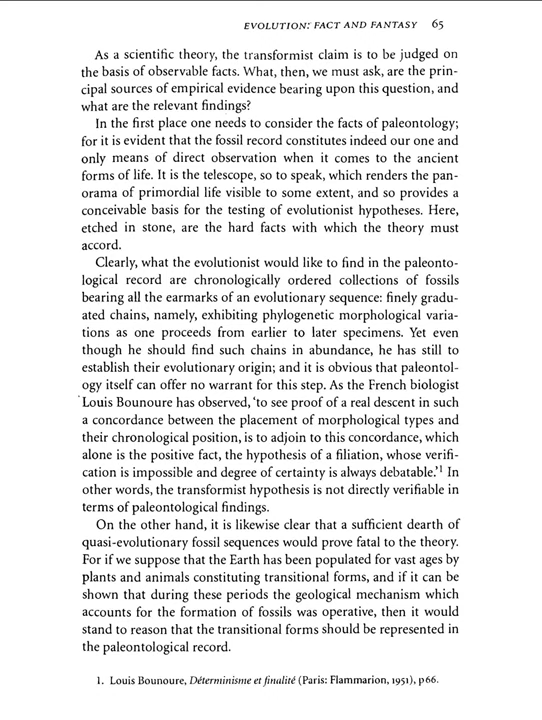 EVOLUTION: FACT AND FANTASY 65
As a scientific theory, the transformist claim is to be judged on
the basis of observable facts. What, then, we must ask, are the prin-
cipal sources of empirical evidence bearing upon this question, and
what are the relevant findings?
In the first place one needs to consider the facts of paleontology;
for it is evident that the fossil record constitutes indeed our one and
only means of direct observation when it comes to the ancient
forms of life. It is the telescope, so to speak, which renders the pan-
orama of primordial life visible to some extent, and so provides a
conceivable basis for the testing of evolutionist hypotheses. Here,
etched in stone, are the hard facts with which the theory must
accord.
Clearly, what the evolutionist would like to find in the paleonto-
logical record are chronologically ordered collections of fossils
bearing all the earmarks of an evolutionary sequence: finely gradu-
ated chains, namely, exhibiting phylogenetic morphological varia-
tions as one proceeds from earlier to later specimens. Yet even
though he should find such chains in abundance, he has still to
establish their evolutionary origin; and it is obvious that paleontol-
ogy itself can offer no warrant for this step. As the French biologist
Louis Bounoure has observed, 'to see proof of a real descent in such
a concordance between the placement of morphological types and
their chronological position, is to adjoin to this concordance, which
alone is the positive fact, the hypothesis of a filiation, whose verifi-
cation is impossible and degree of certainty is always debatable.'1 In
other words, the transformist hypothesis is not directly verifiable in
terms of paleontological findings.
On the other hand, it is likewise clear that a sufficient dearth of
quasi-evolutionary fossil sequences would prove fatal to the theory.
For if we suppose that the Earth has been populated for vast ages by
plants and animals constituting transitional forms, and if it can be
shown that during these periods the geological mechanism which
accounts for the formation of fossils was operative, then it would
stand to reason that the transitional forms should be represented in
the paleontological record.
1. Louis Bounoure, Déterminisme et finalité (Paris: Flammarion, 1951), p66.